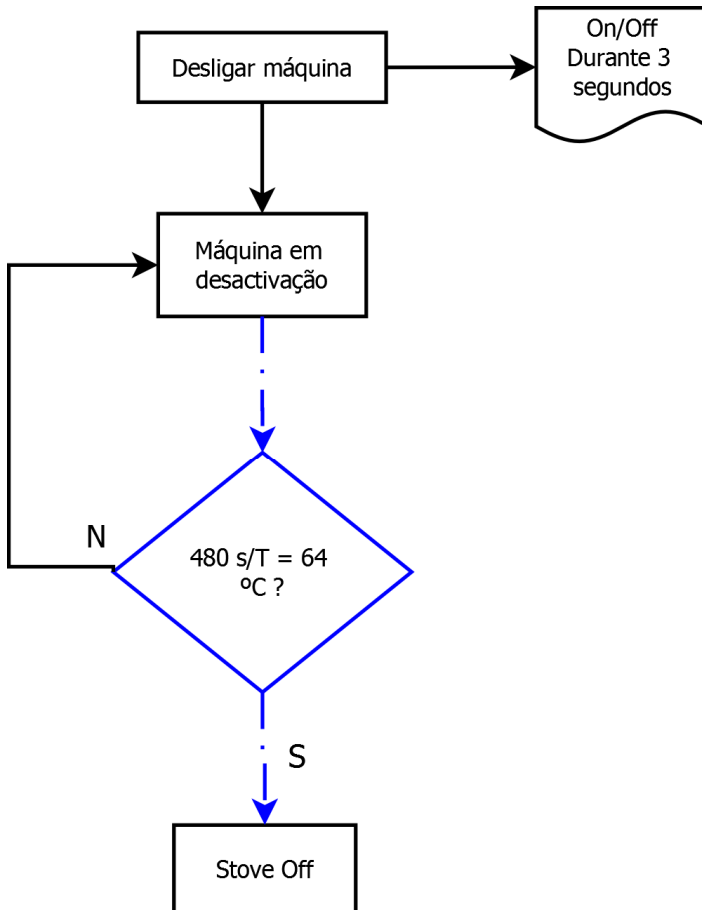 Desligar máquina
On/Off
Durante 3
segundos
Máquina em
desactivação
N
480 s/T = 64
ºC ?
S
Stove Off